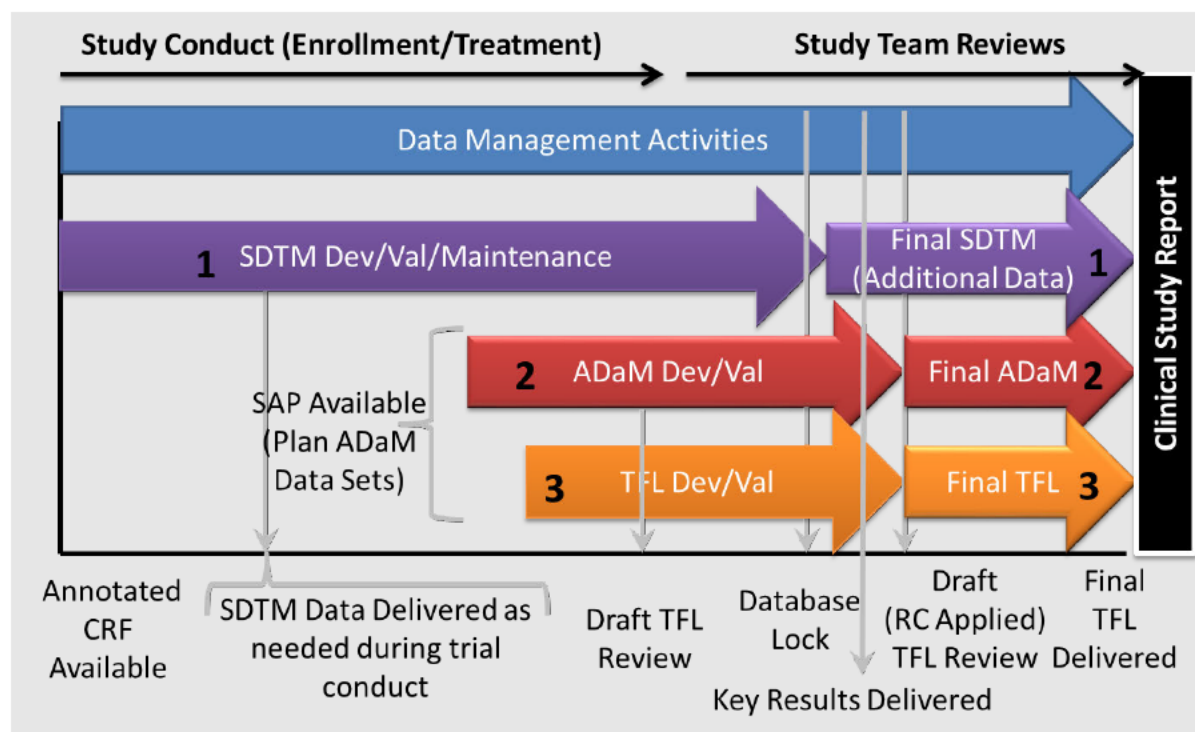 Study Conduct (Enrollment/Treatment)
Study Team Reviews
Data Management Activities
1 SDTM Dev/Val/Maintenance
Final SDTM
(Additional Data) 1
2 ADaM Dev/Val
Final ADaM 2
SAP Available
(Plan ADaM
Data Sets)
3 TFL Dev/Val
Final TFL 3
Clinical Study Report
Annotated
CRF
Available
SDTM Data Delivered as
needed during trial
conduct
Draft TFL
Review
Database
Lock
Key Results Delivered
Draft
(RC Applied)
TFL Review
Final
TFL
Delivered